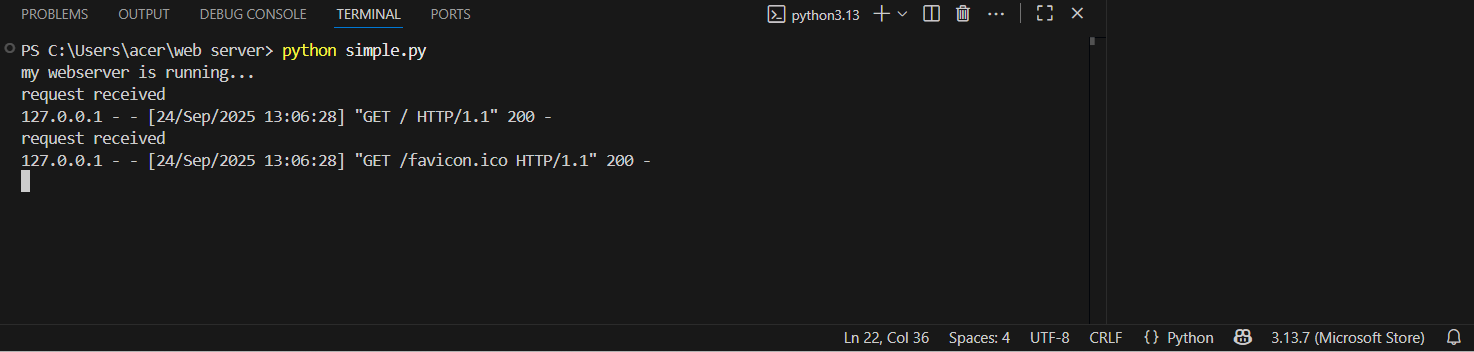 PROBLEMS OUTPUT DEBUG CONSOLE TERMINAL PORTS python3.13
PS C:\Users\acer\web server> python simple.py
my webserver is running...
request received
127.0.0.1 - - [24/Sep/2025 13:06:28] "GET / HTTP/1.1" 200 -
request received
127.0.0.1 - - [24/Sep/2025 13:06:28] "GET /favicon.ico HTTP/1.1" 200 -
Ln 22, Col 36 Spaces: 4 UTF-8 CRLF {} Python 3.13.7 (Microsoft Store)